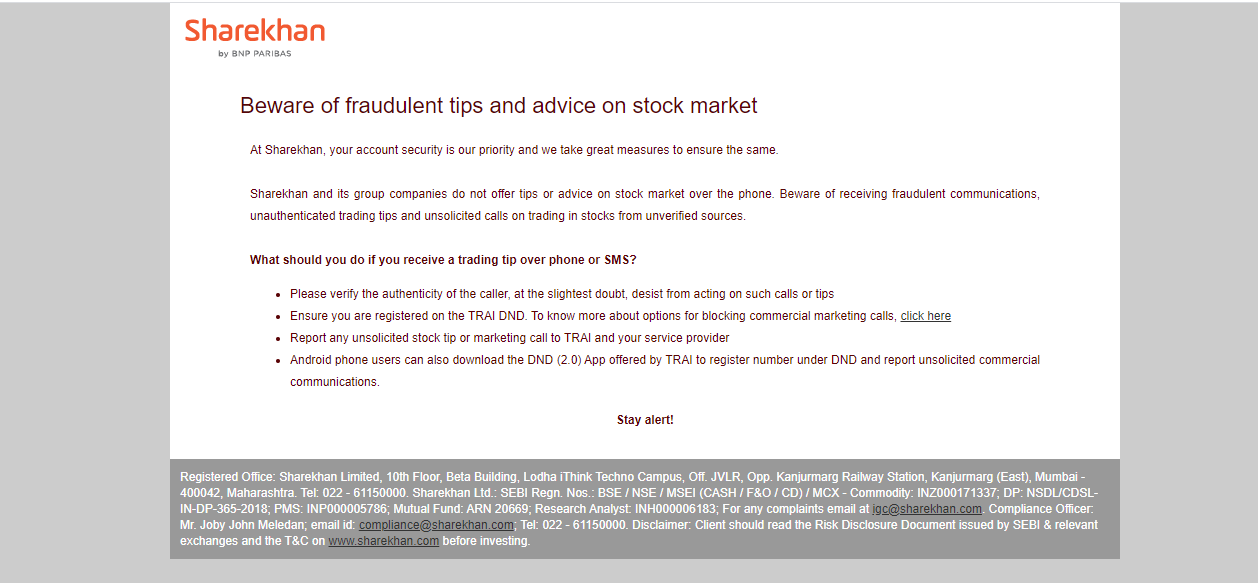 Sharekhan
by BNP PARIBAS
Beware of fraudulent tips and advice on stock market
At Sharekhan, your account security is our priority and we take great measures to ensure the same.
Sharekhan and its group companies do not offer tips or advice on stock market over the phone. Beware of receiving fraudulent communications,
unauthenticated trading tips and unsolicited calls on trading in stocks from unverified sources.
What should you do if you receive a trading tip over phone or SMS?
• Please verify the authenticity of the caller, at the slightest doubt, desist from acting on such calls or tips
• Ensure you are registered on the TRAI DND. To know more about options for blocking commercial marketing calls, click here
• Report any unsolicited stock tip or marketing call to TRAI and your service provider
• Android phone users can also download the DND (2.0) App offered by TRAI to register number under DND and report unsolicited commercial
communications.
Stay alert!
Registered Office: Sharekhan Limited, 10th Floor, Beta Building, Lodha iThink Techno Campus, Off. JVLR, Opp. Kanjurmarg Railway Station, Kanjurmarg (East), Mumbai -
400042, Maharashtra. Tel: 022 - 61150000. Sharekhan Ltd.: SEBI Regn. Nos.: BSE / NSE / MSEI (CASH / F&O / CD) / MCX - Commodity: INZ000171337; DP: NSDL/CDSL-
IN-DP-365-2018; PMS: INP000005786; Mutual Fund: ARN 20669; Research Analyst: INH000006183; For any complaints email at igc@sharekhan.com. Compliance Officer:
Mr. Joby John Meledan; email id: compliance@sharekhan.com; Tel: 022 - 61150000. Disclaimer: Client should read the Risk Disclosure Document issued by SEBI & relevant
exchanges and the T&C on www.sharekhan.com before investing.